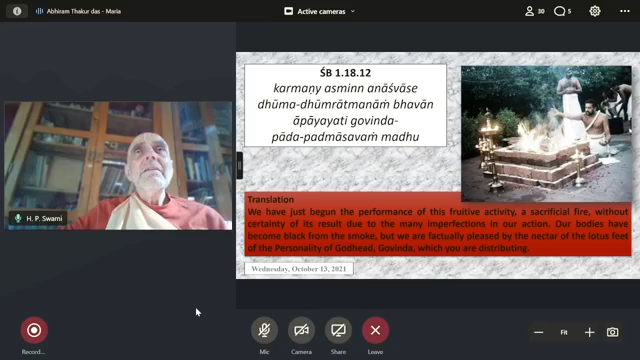 Abhiram Thakur das - Maria
Active cameras
30
5
ŚB 1.18.12
karmaṇy asminn anāśvāse
dhūma-dhūmrātmanāṁ bhavān
āpāyayati govinda-
pāda-padmāsavaṁ madhu
Translation
We have just begun the performance of this fruitive activity, a sacrificial fire, without
certainty of its result due to the many imperfections in our action. Our bodies have
become black from the smoke, but we are factually pleased by the nectar of the lotus feet
of the Personality of Godhead, Govinda, which you are distributing.
Wednesday, October 13, 2021
H. P. Swami
Record...
Mic
Camera
Share
Leave
Fit